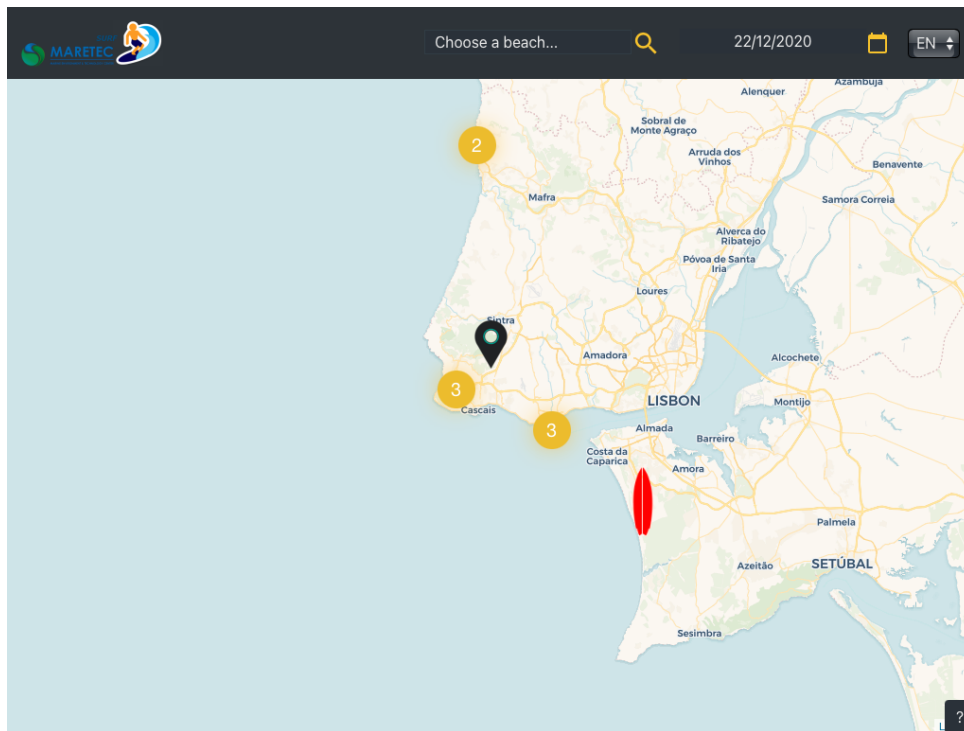 MARETEC
Choose a beach...
22/12/2020
EN
Azambuja
Alenquer
Sobral de
Monte Agraço
2
Arruda dos
Vinhos
Benavente
Mafra
Samora Correia
Alverca do
Ribatejo
Póvoa de Santa
Iria
Loures
Sintra
Amadora
Alcochete
3
LISBON
Montijo
Cascais
3
Almada
Barreiro
Costa da
Caparica
Amora
Palmela
Azeitão
SETÚBAL
Sesimbra
?
L